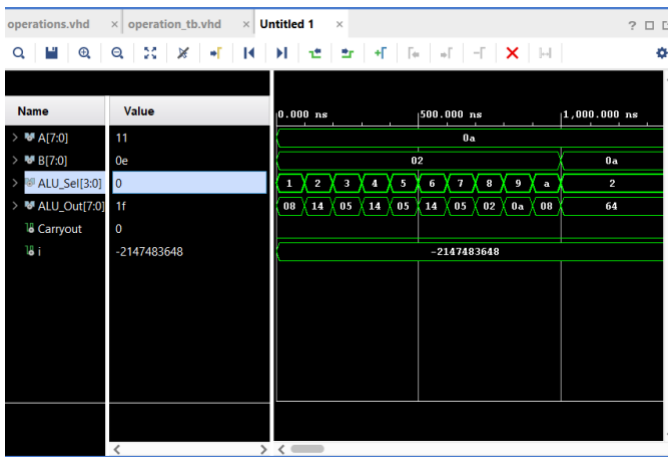 operations.vhd × operation_tb.vhd × Untitled 1 × ?
Name Value
0.000 ns 500.000 ns 1,000.000 ns
A[7:0] 11 0a
B[7:0] 0e 02 0a
ALU_Sel[3:0] 0 1 2 3 4 5 6 7 8 9 a 2
ALU_Out[7:0] 1f 08 14 05 14 05 14 05 02 0a 08 64
Carryout 0
i -2147483648 -2147483648